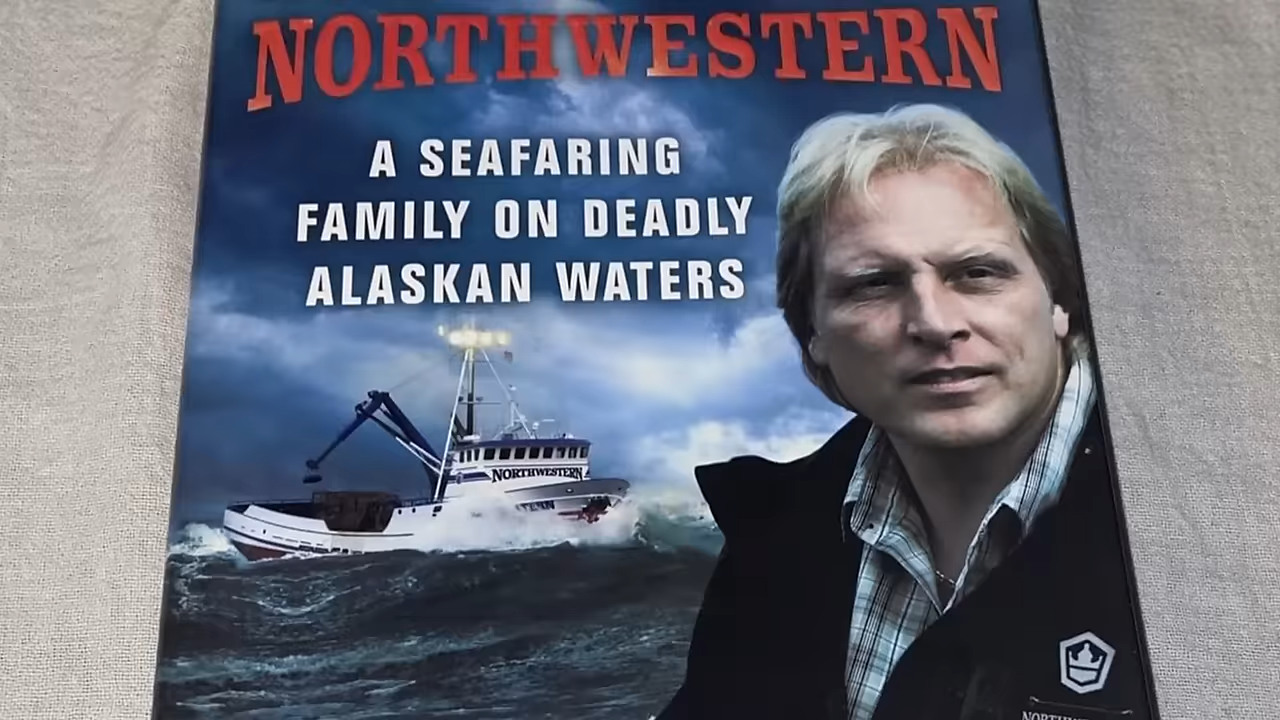 NORTHWESTERN
A SEAFARING
FAMILY ON DEADLY
ALASKAN WATERS
NORTHWESTERN